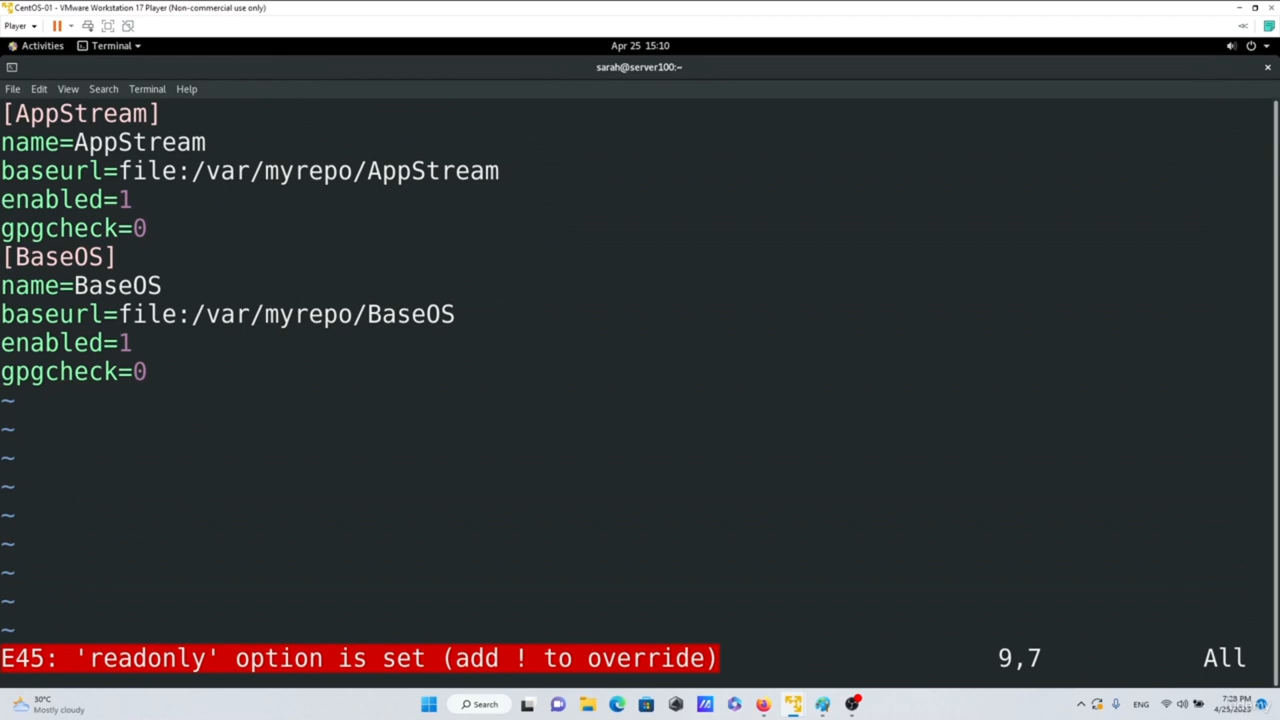 CentOS-01 - VMware Workstation 17 Player (Non-commercial use only)
Player
Activities
Terminal
Apr 25 15:10
sarah@server100:~
File Edit View Search Terminal Help
[AppStream]
name=AppStream
baseurl=file:/var/myrepo/AppStream
enabled=1
gpgcheck=0
[BaseOS]
name=BaseOS
baseurl=file:/var/myrepo/BaseOS
enabled=1
gpgcheck=0
~
~
~
~
~
~
~
~
~
E45: 'readonly' option is set (add ! to override)
9,7
All
30°C
Mostly cloudy
Search
ENG
7:28 PM